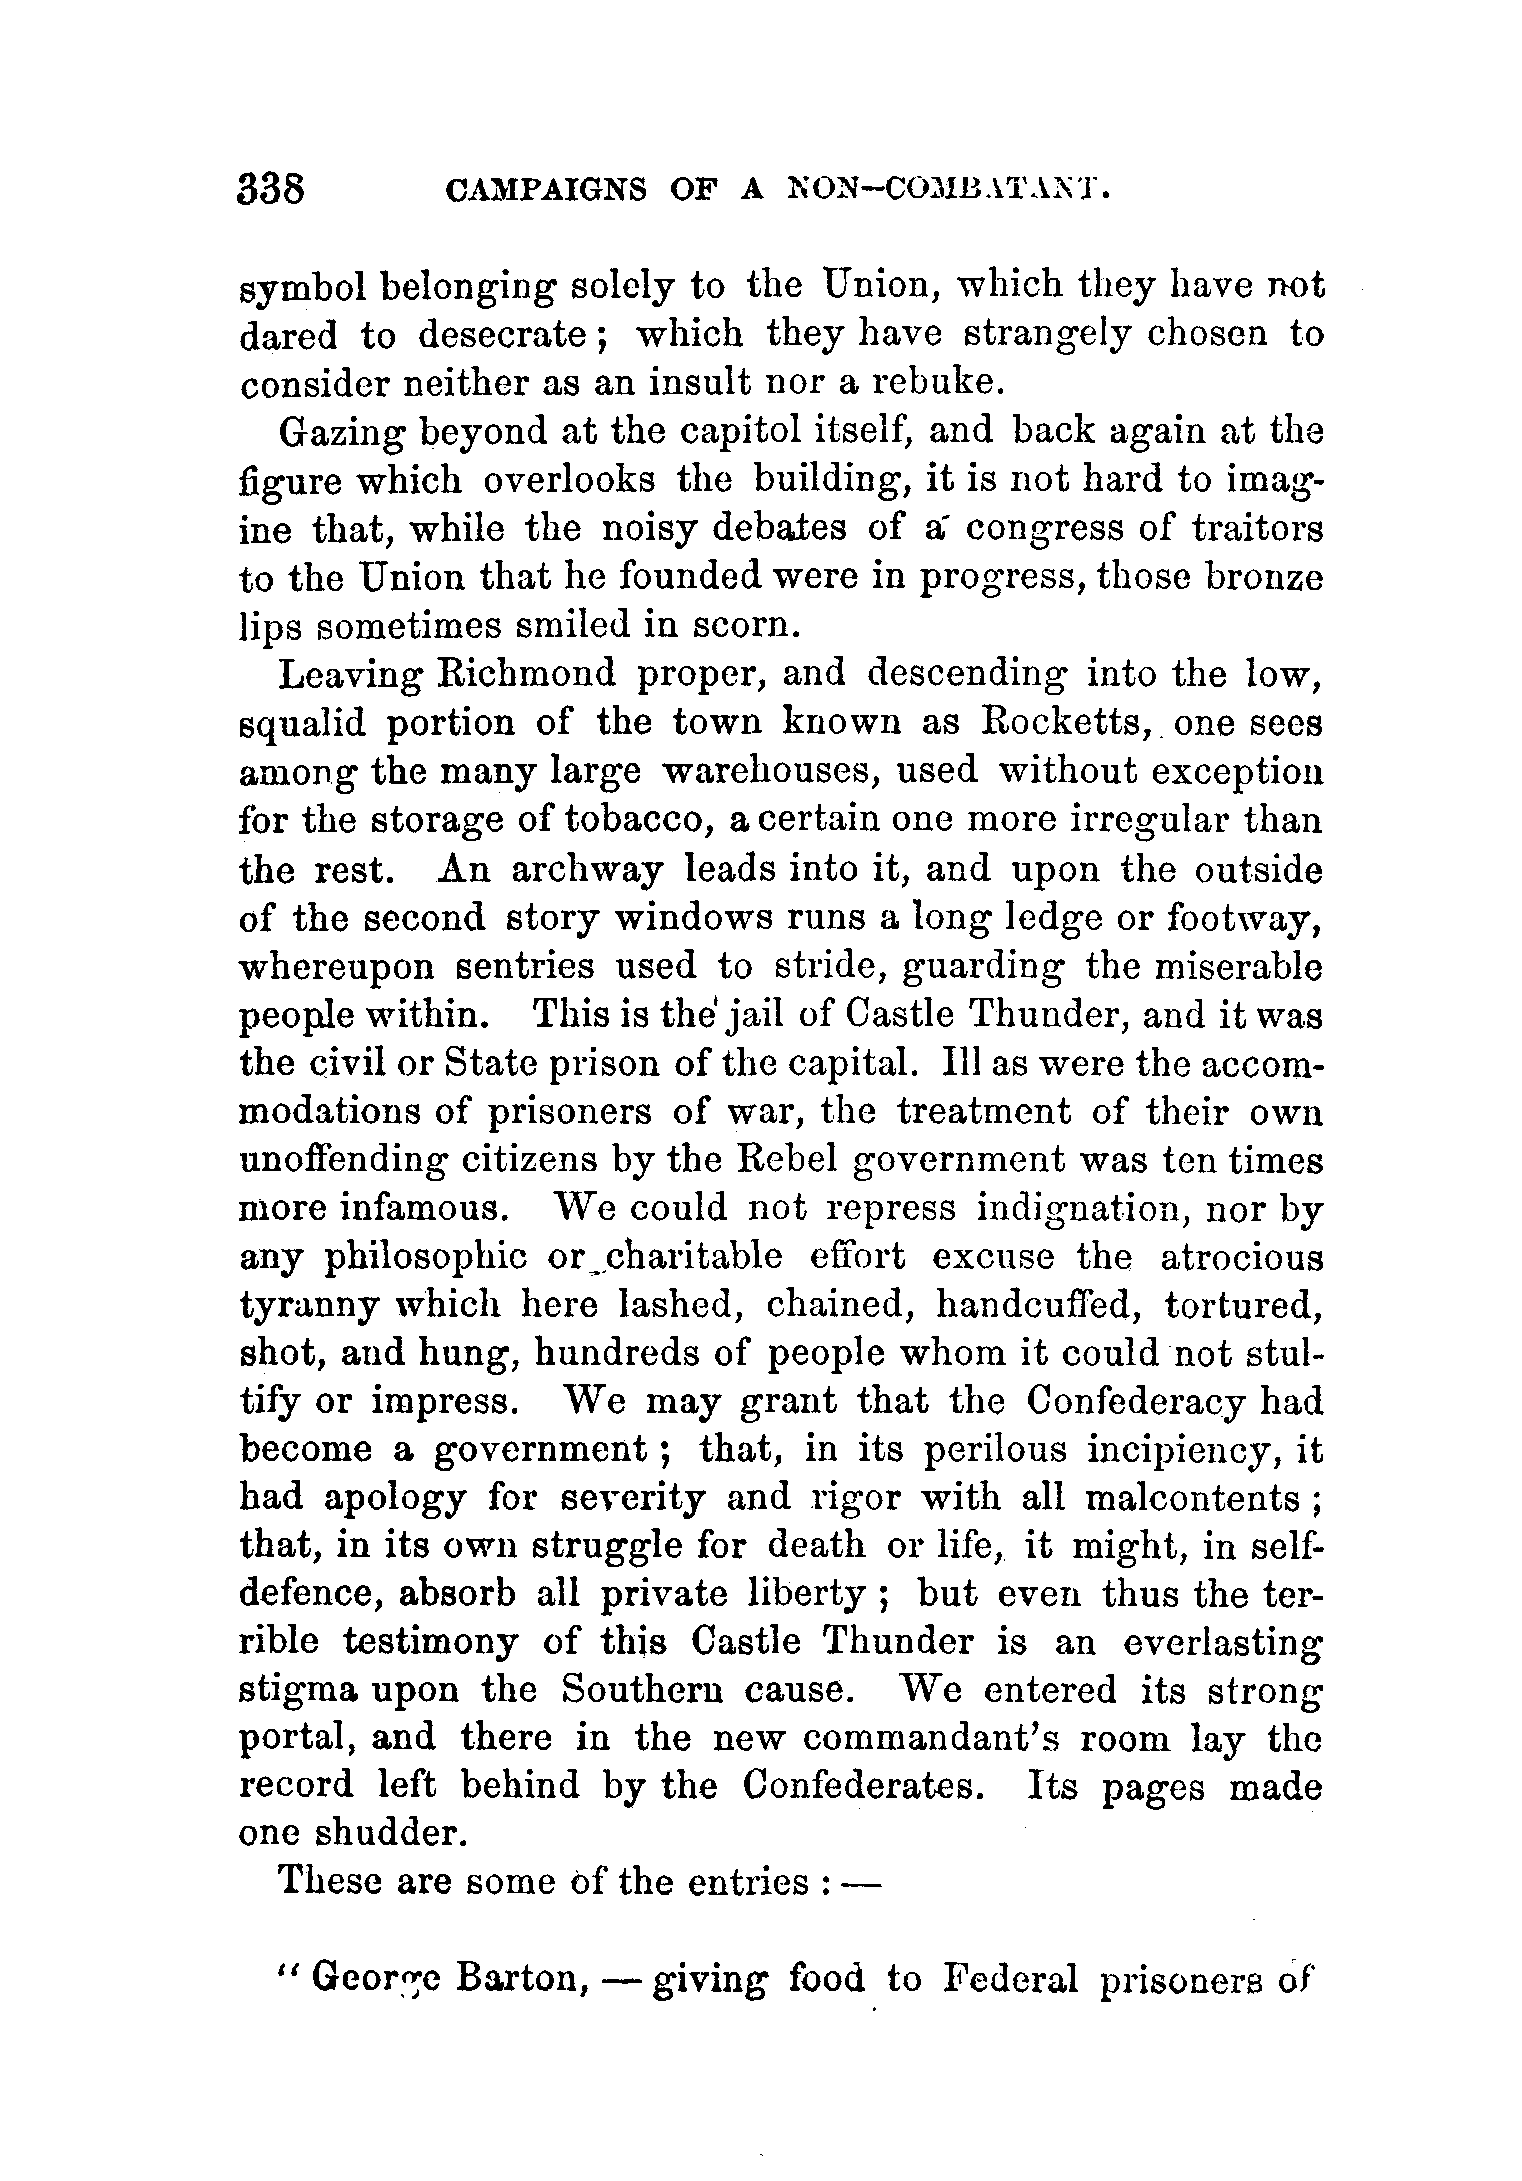 338 CAMPAIGNS OF A NON-COMBATANT.
symbol belonging solely to the Union, which they have not
dared to desecrate ; which they have strangely chosen to
consider neither as an insult nor a rebuke.
Gazing beyond at the capitol itself, and back again at the
figure which overlooks the building, it is not hard to imag-
ine that, while the noisy debates of a congress of traitors
to the Union that he founded were in progress, those bronze
lips sometimes smiled in scorn.
Leaving Richmond proper, and descending into the low,
squalid portion of the town known as Rocketts, one sees
among the many large warehouses, used without exception
for the storage of tobacco, a certain one more irregular than
the rest. An archway leads into it, and upon the outside
of the second story windows runs a long ledge or footway,
whereupon sentries used to stride, guarding the miserable
people within. This is the jail of Castle Thunder, and it was
the civil or State prison of the capital. Ill as were the accom-
modations of prisoners of war, the treatment of their own
unoffending citizens by the Rebel government was ten times
more infamous. We could not repress indignation, nor by
any philosophic or charitable effort excuse the atrocious
tyranny which here lashed, chained, handcuffed, tortured,
shot, and hung, hundreds of people whom it could not stul-
tify or impress. We may grant that the Confederacy had
become a government ; that, in its perilous incipiency, it
had apology for severity and rigor with all malcontents ;
that, in its own struggle for death or life, it might, in self-
defence, absorb all private liberty ; but even thus the ter-
rible testimony of this Castle Thunder is an everlasting
stigma upon the Southern cause. We entered its strong
portal, and there in the new commandant's room lay the
record left behind by the Confederates. Its pages made
one shudder.
These are some of the entries : —
" George Barton, — giving food to Federal prisoners of